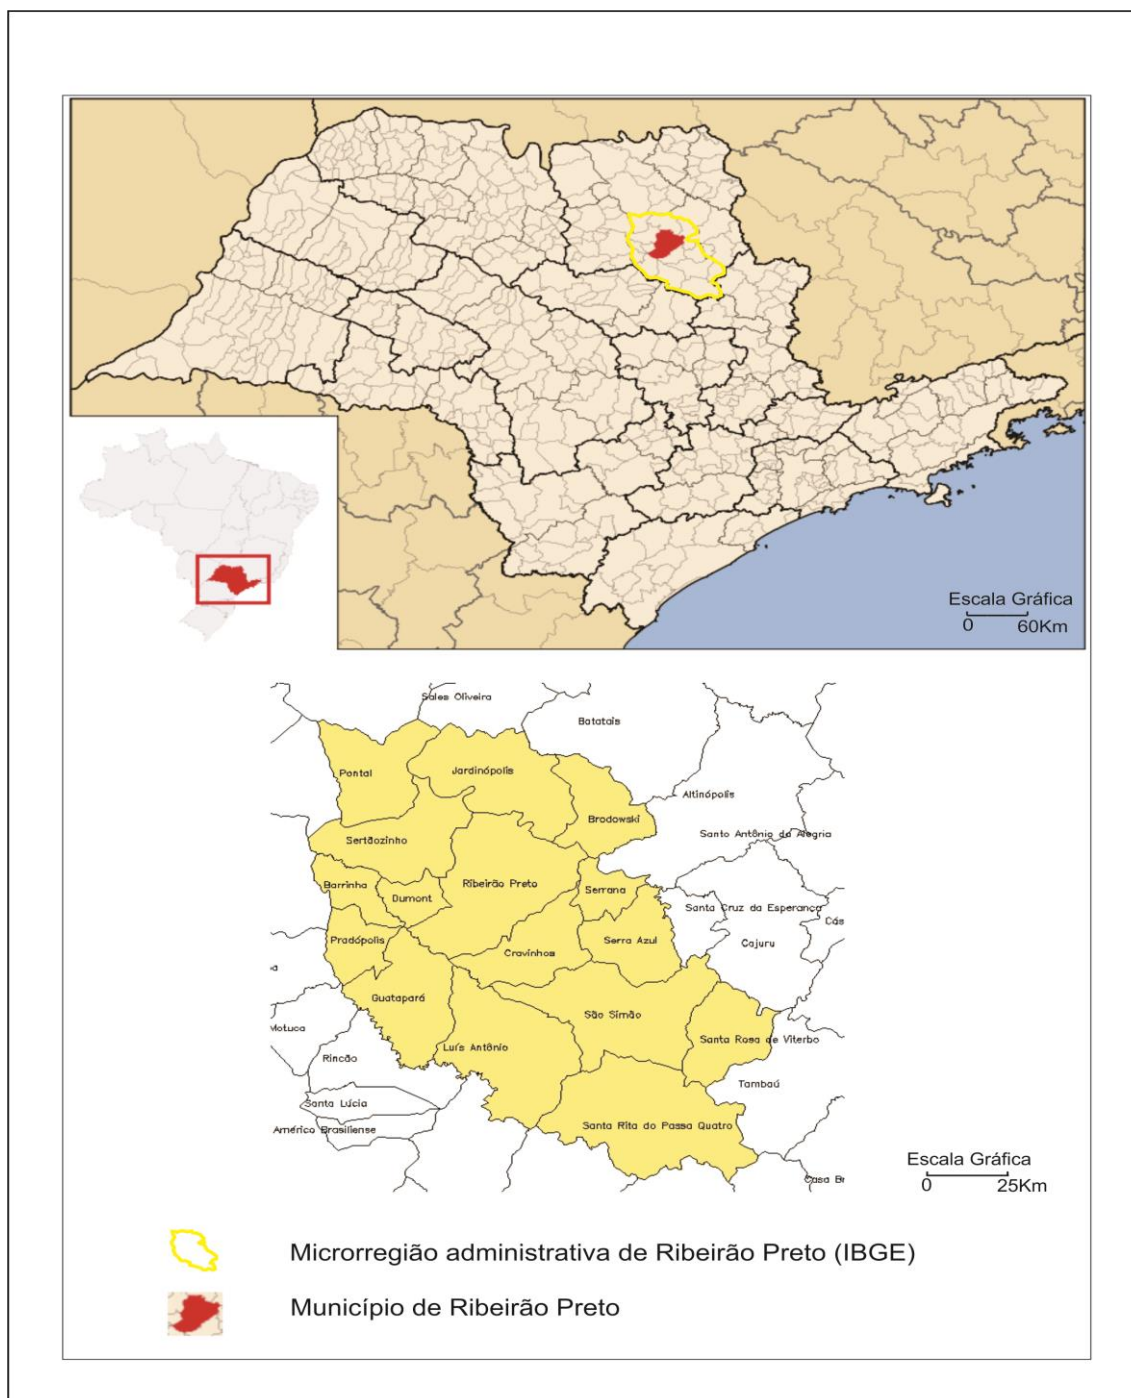 Escala Gráfica
0 60Km
Sales Oliveira
Batatais
Pontal
Jardinópolis
Altinópolis
Brodowski
Santo Antônio da Alegria
Sertãozinho
Ribeirão Preto
Barrinha
Dumont
Serrana
Santa Cruz da Esperança
Cás
Pradópolis
Cravinhos
Serra Azul
Cajuru
a
Guatapará
São Simão
Motuca
Luís Antônio
Santa Rosa de Viterbo
Rincão
Tambaú
Santa Lúcia
Américo Brasiliense
Santa Rita do Passa Quatro
Escala Gráfica
0 25Km
Casa Br
Microrregião administrativa de Ribeirão Preto (IBGE)
Município de Ribeirão Preto